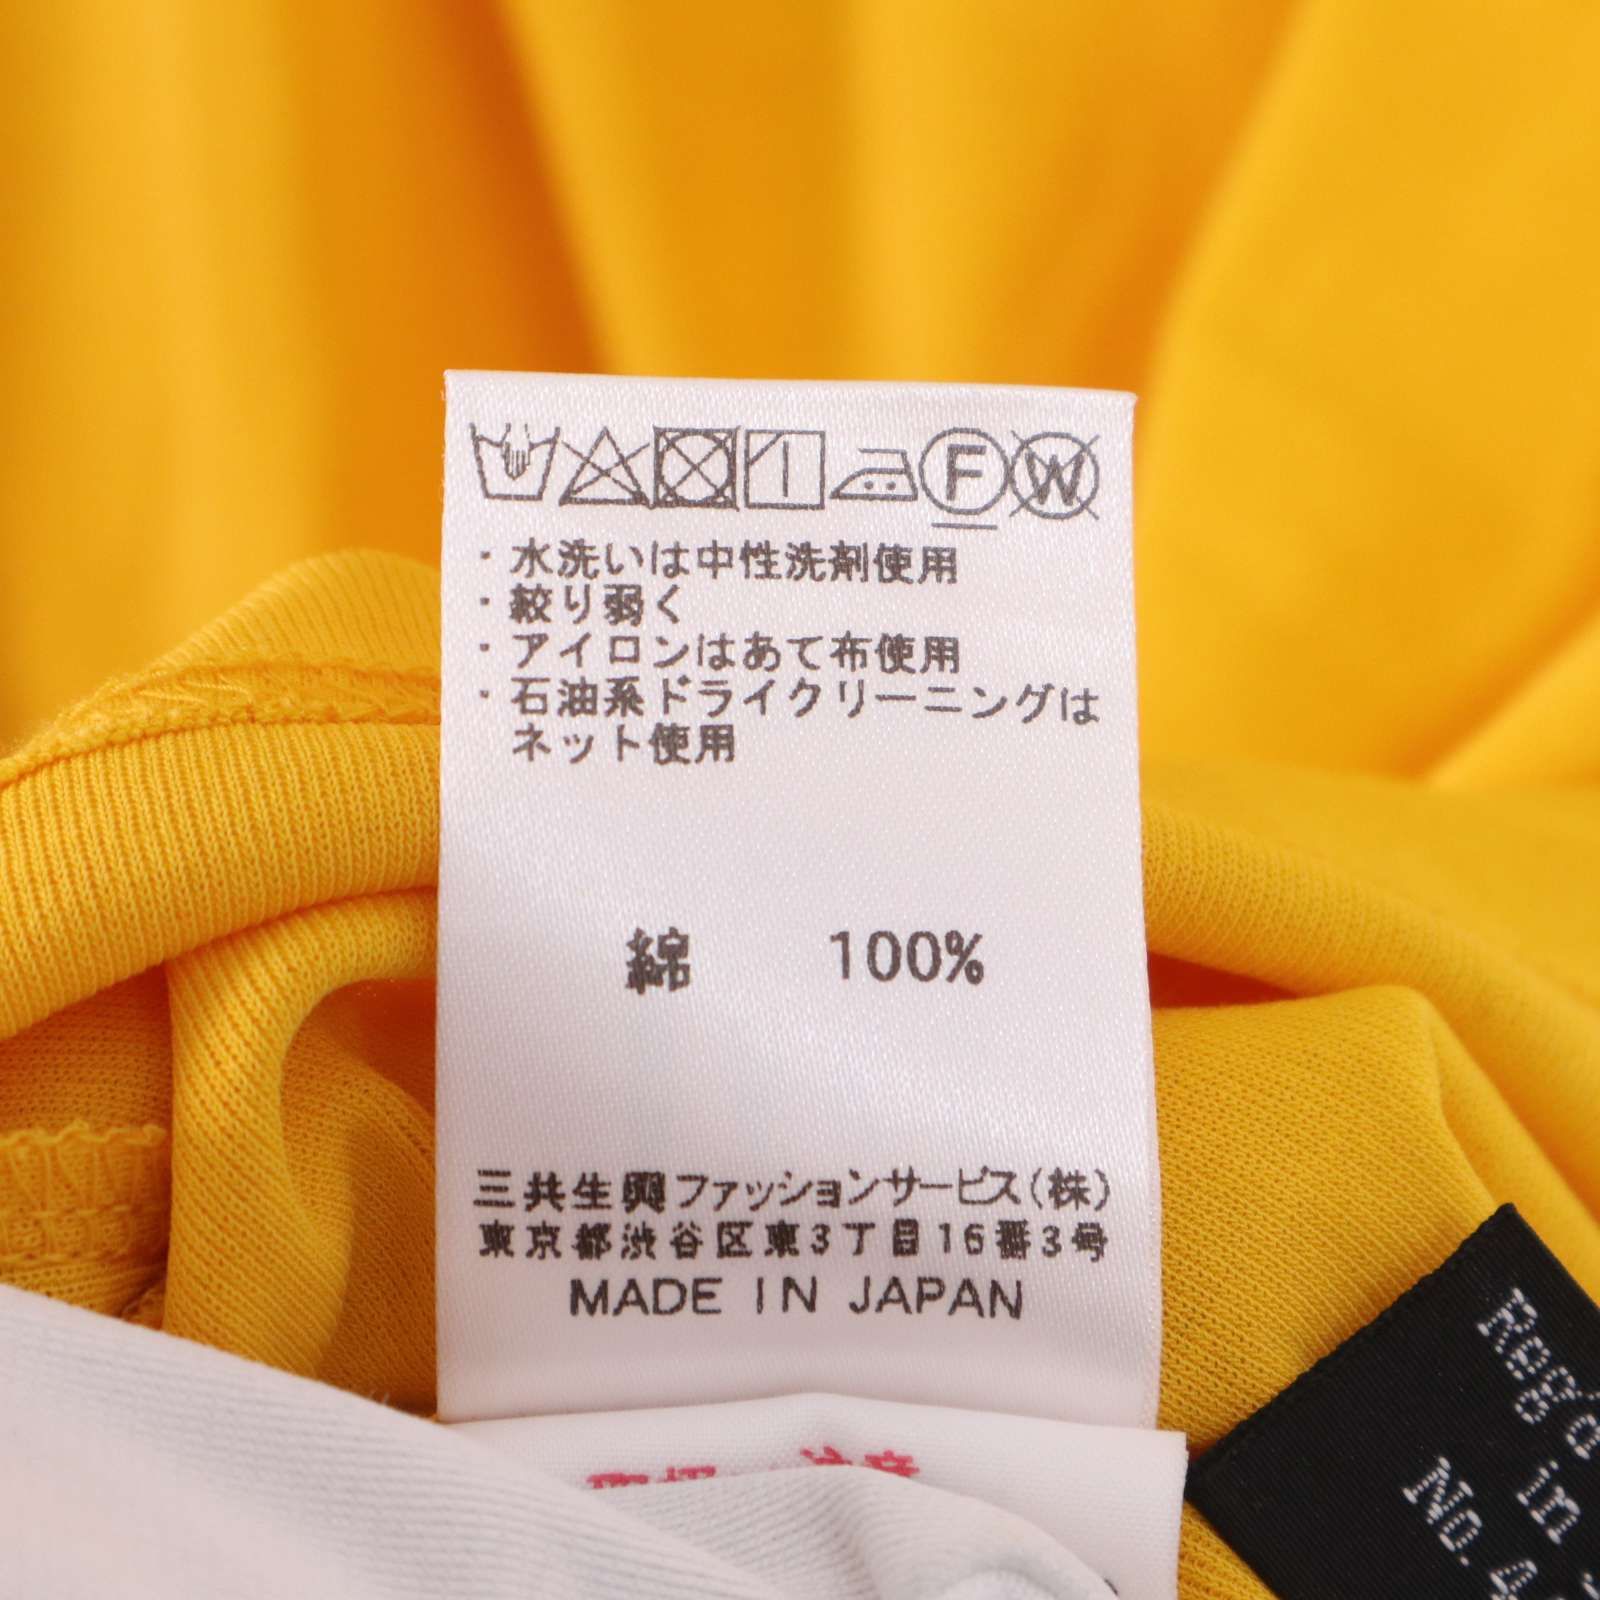 F W
・水洗いは中性洗剤使用
・絞り弱く
・アイロンはあて布使用
・石油系ドライクリーニングは
ネット使用
綿 100%
三共生興ファッションサービス(株)
東京都渋谷区東3丁目16番3号
MADE IN JAPAN
注意
in
No. A